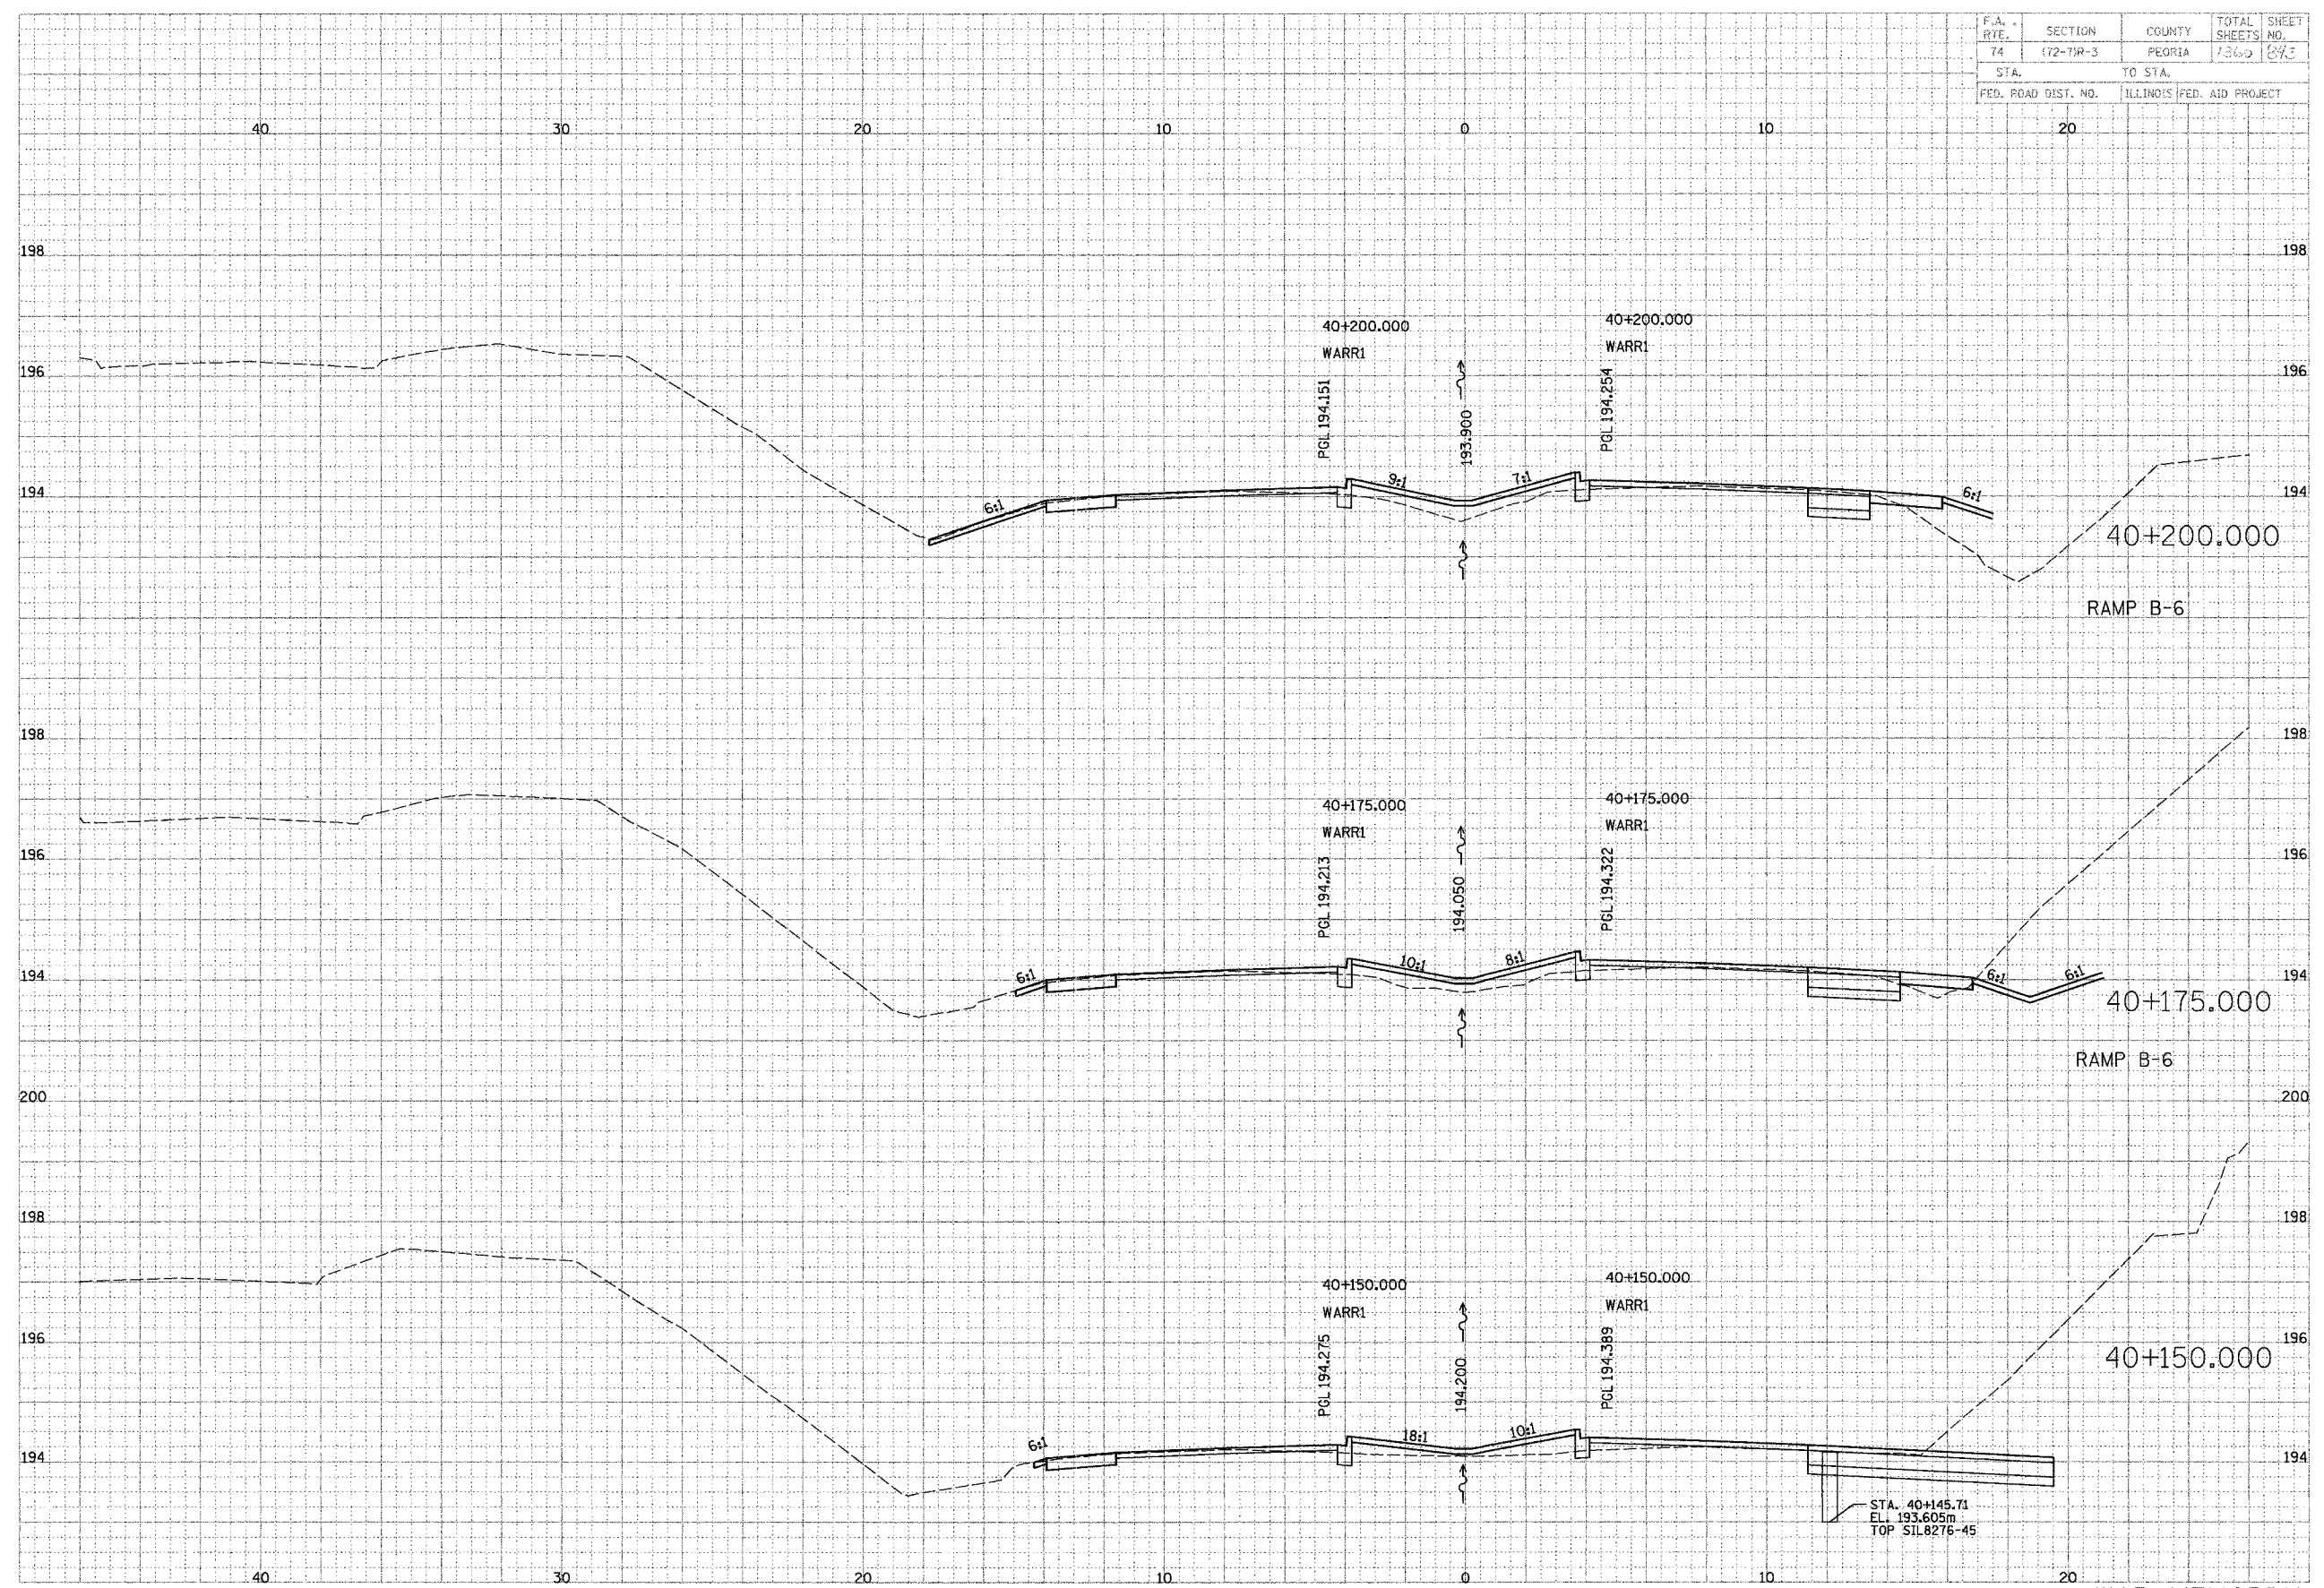 F.A. RTE. SECTION COUNTY TOTAL SHEETS SHEET NO.
74 (72-7)R-3 PEORIA 1360 843
STA. TO STA.
FED. ROAD DIST. NO. ILLINOIS FED. AID PROJECT
40 30 20 10 0 10 20
198 198
40+200.000 40+200.000
WARR1 WARR1
196 196
PGL 194.151
193.900
PGL 194.254
194 194
6:1 9:1 7:1 6:1
40+200.000
RAMP B-6
198 198
40+175.000 40+175.000
WARR1 WARR1
196 196
PGL 194.213
194.050
PGL 194.322
194 194
6:1 10:1 8:1 6:1 6:1
40+175.000
RAMP B-6
200 200
198 198
40+150.000 40+150.000
WARR1 WARR1
196 196
PGL 194.275
194.200
PGL 194.389
40+150.000
194 194
6:1 18:1 10:1
STA. 40+145.71
EL. 193.605m
TOP SIL8276-45
40 30 20 10 0 10 20